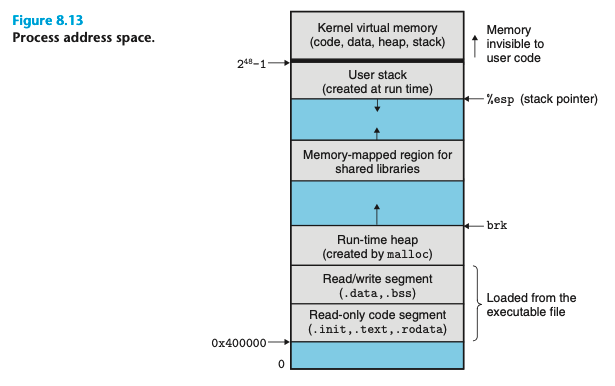 Figure 8.13
Process address space.
Kernel virtual memory
(code, data, heap, stack)
Memory
invisible to
user code
2⁴⁸–1
User stack
(created at run time)
%esp (stack pointer)
Memory-mapped region for
shared libraries
brk
Run-time heap
(created by malloc)
Read/write segment
(.data,.bss)
Loaded from the
executable file
Read-only code segment
(.init,.text,.rodata)
0x400000
0